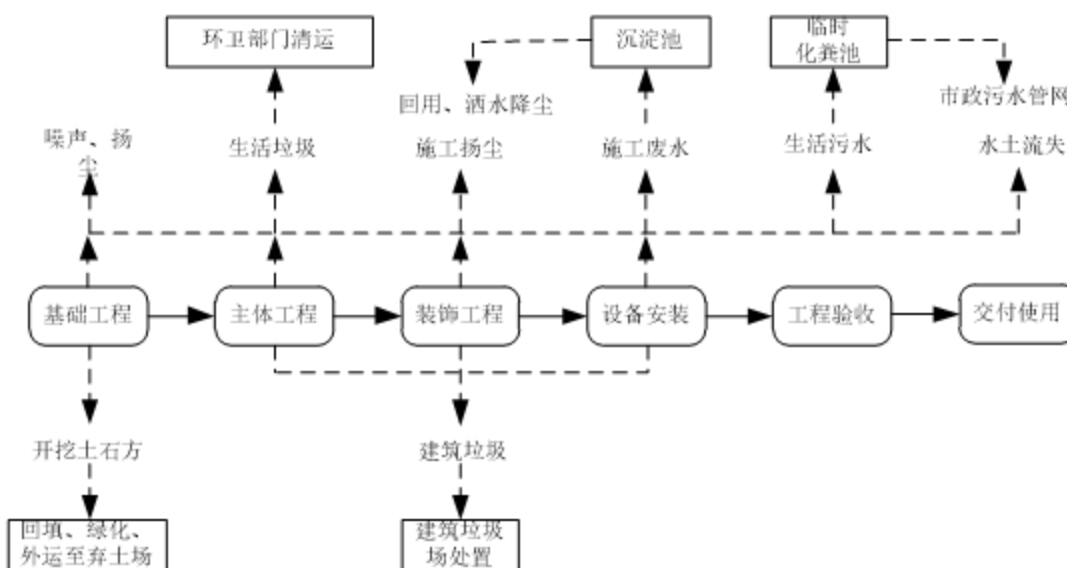 环卫部门清运
沉淀池
临时
化粪池
回用、洒水降尘
市政污水管网
噪声、扬
尘
生活垃圾
施工扬尘
施工废水
生活污水
水土流失
基础工程
主体工程
装饰工程
设备安装
工程验收
交付使用
开挖土石方
建筑垃圾
回填、绿化、
外运至弃土场
建筑垃圾
场处置